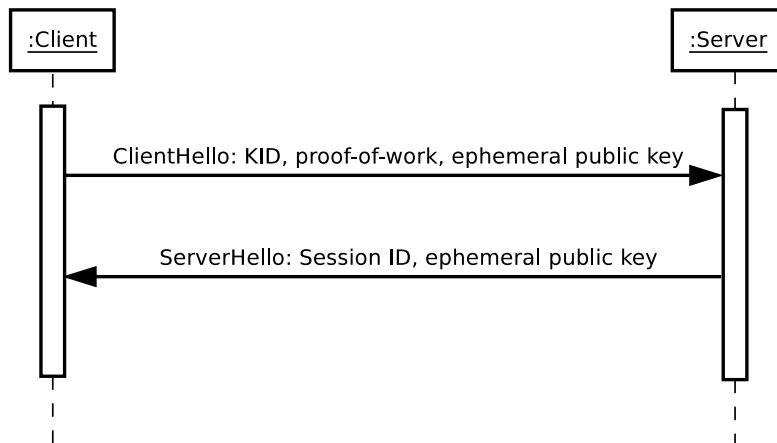 :Client
:Server
ClientHello: KID, proof-of-work, ephemeral public key
ServerHello: Session ID, ephemeral public key